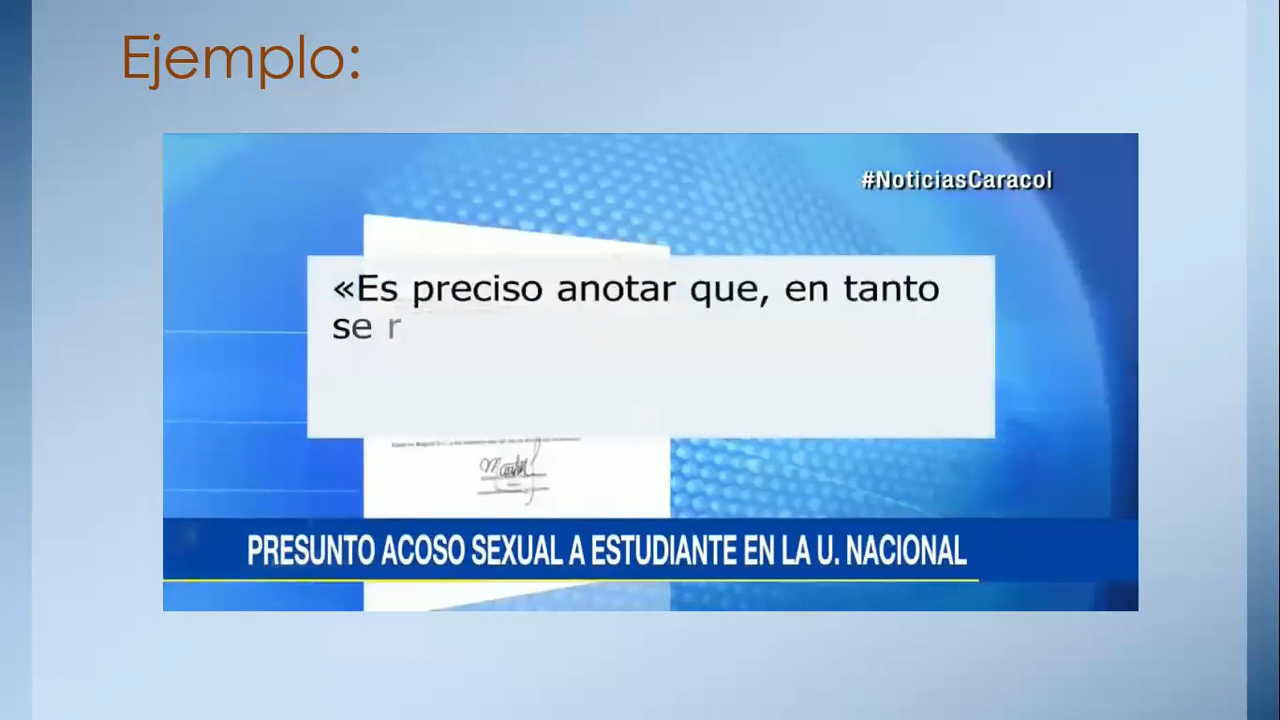 Ejemplo:
#NoticiasCaracol
«Es preciso anotar que, en tanto
se r
PRESUNTO ACOSO SEXUAL A ESTUDIANTE EN LA U. NACIONAL